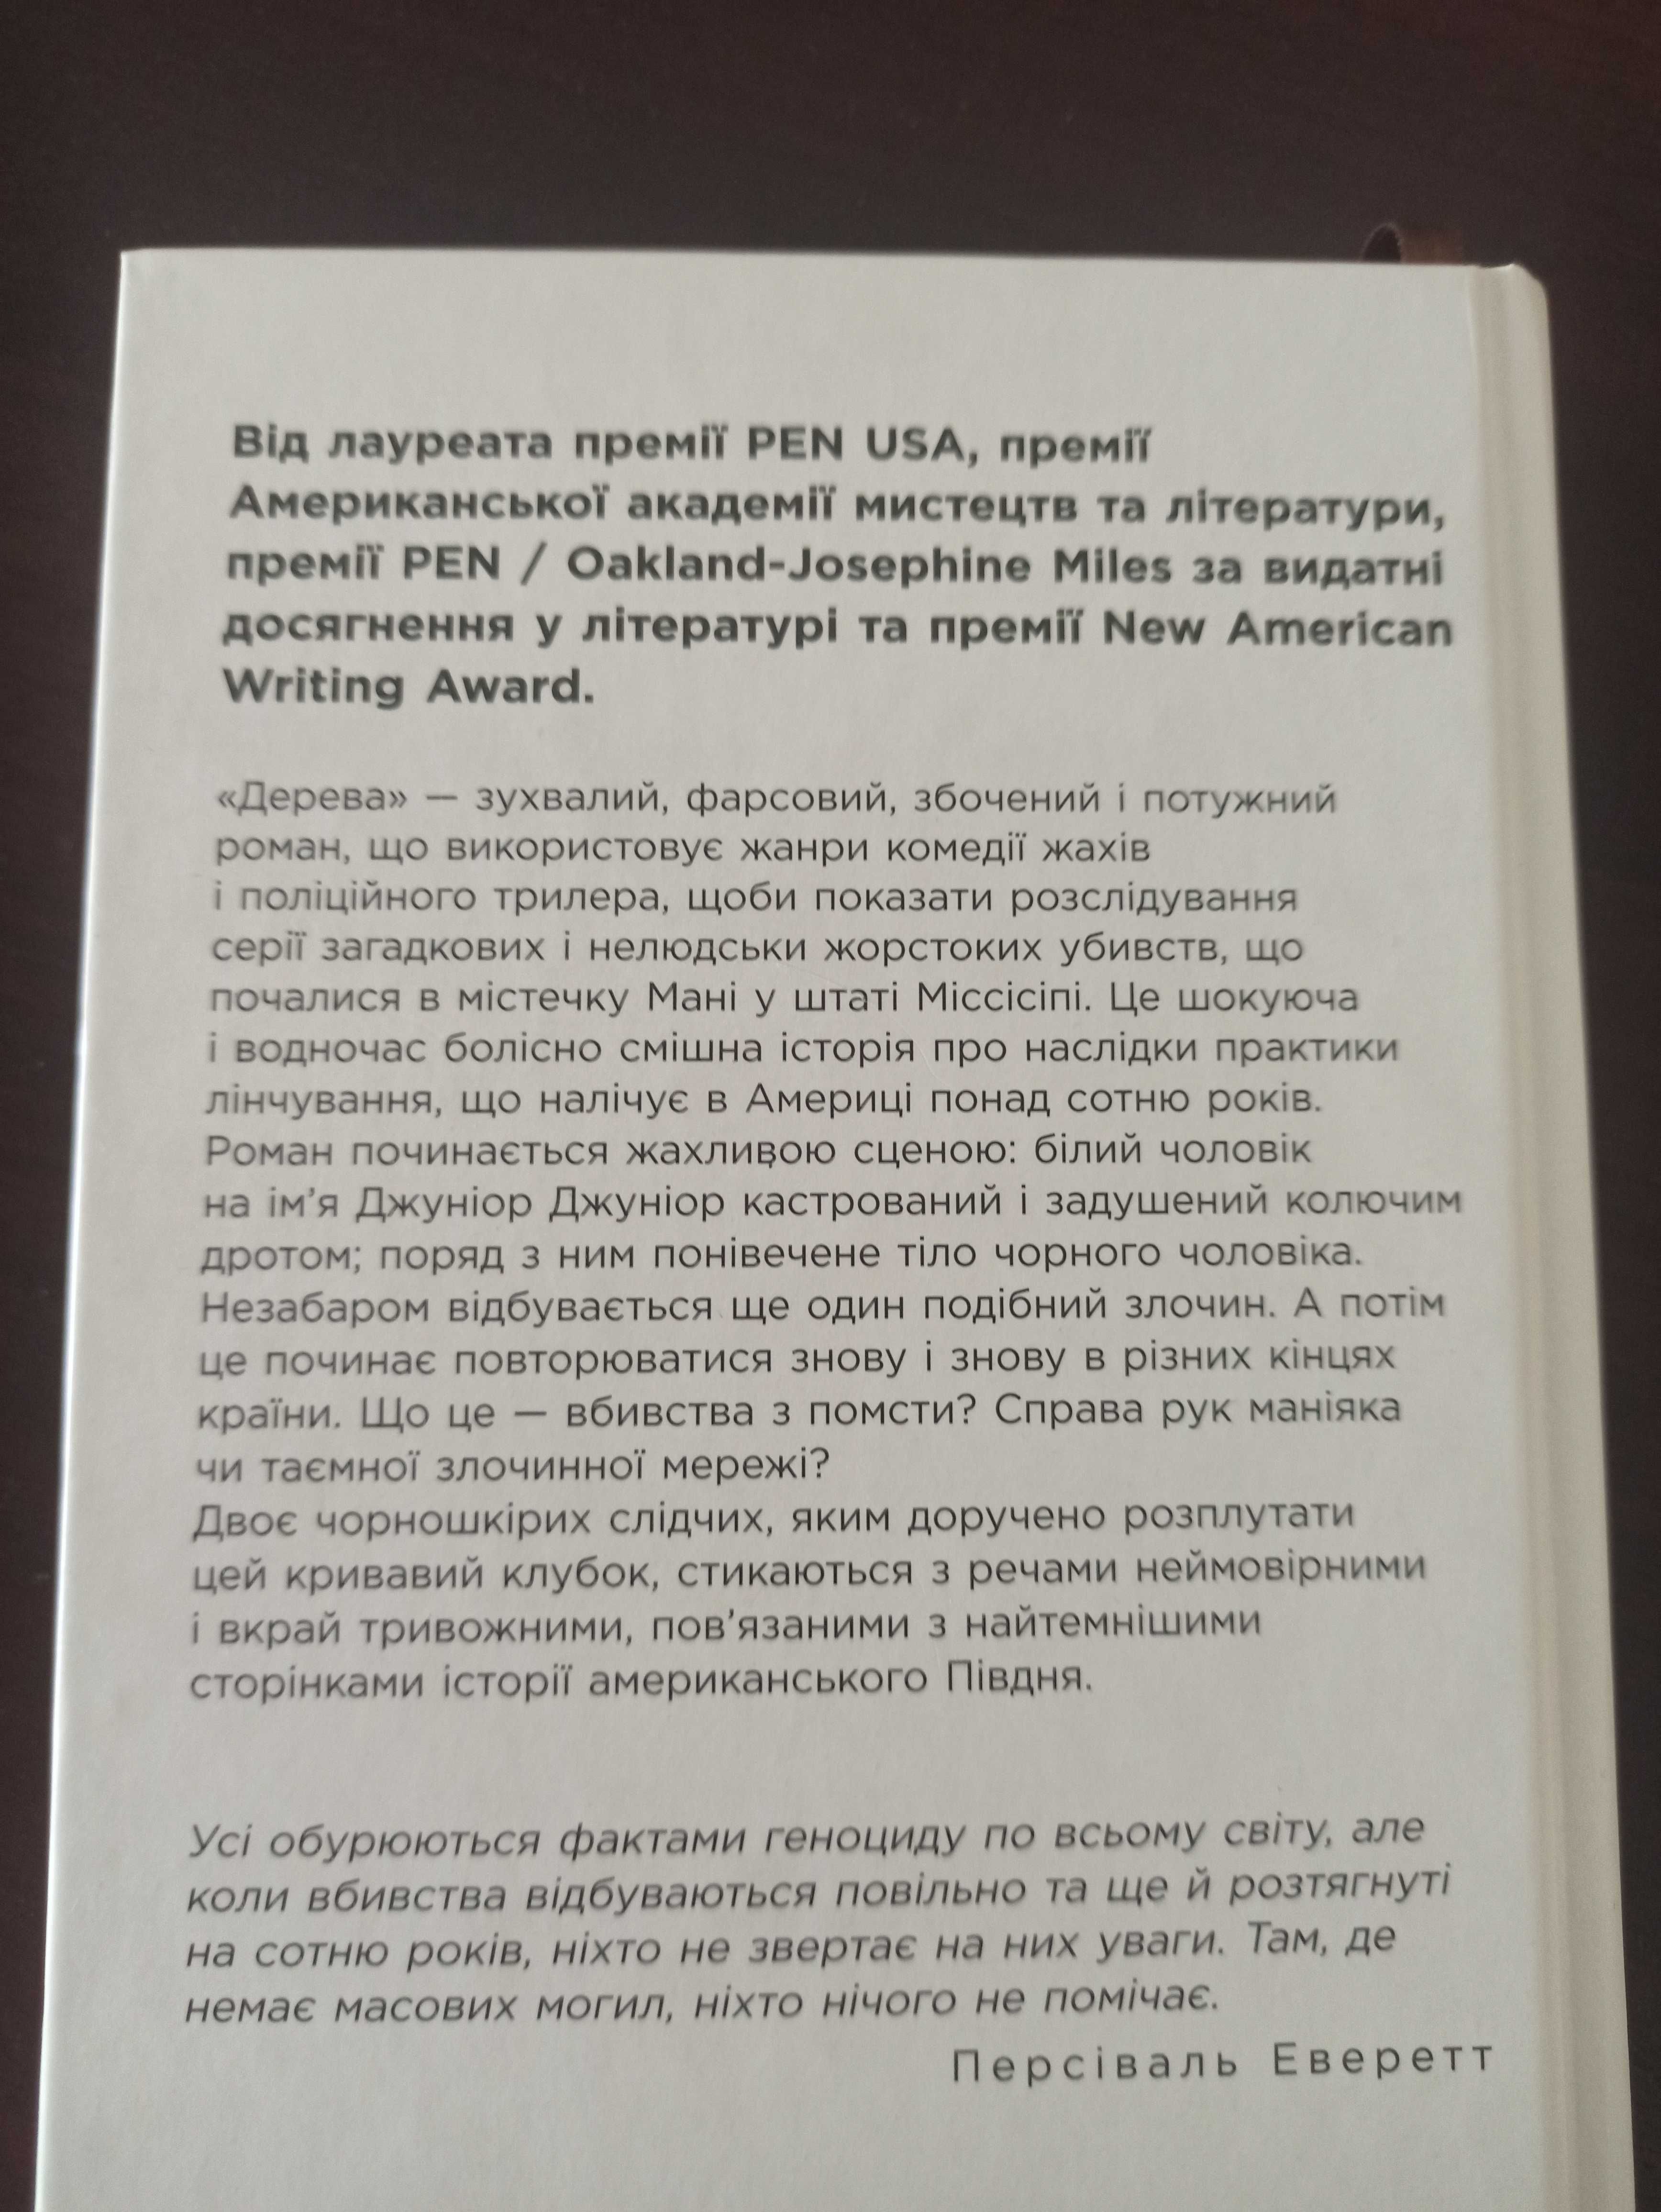 Від лауреата премії PEN USA, премії
Американської академії мистецтв та літератури,
премії PEN / Oakland-Josephine Miles за видатні
досягнення у літературі та премії New American
Writing Award.
«Дерева» — зухвалий, фарсовий, збочений і потужний
роман, що використовує жанри комедії жахів
і поліційного трилера, щоби показати розслідування
серії загадкових і нелюдськи жорстоких убивств, що
почалися в містечку Мані у штаті Міссісіпі. Це шокуюча
і водночас болісно смішна історія про наслідки практики
лінчування, що налічує в Америці понад сотню років.
Роман починається жахливою сценою: білий чоловік
на ім’я Джуніор Джуніор кастрований і задушений колючим
дротом; поряд з ним понівечене тіло чорного чоловіка.
Незабаром відбувається ще один подібний злочин. А потім
це починає повторюватися знову і знову в різних кінцях
країни. Що це — вбивства з помсти? Справа рук маніяка
чи таємної злочинної мережі?
Двоє чорношкірих слідчих, яким доручено розплутати
цей кривавий клубок, стикаються з речами неймовірними
і вкрай тривожними, пов’язаними з найтемнішими
сторінками історії американського Півдня.
Усі обурюються фактами геноциду по всьому світу, але
коли вбивства відбуваються повільно та ще й розтягнуті
на сотню років, ніхто не звертає на них уваги. Там, де
немає масових могил, ніхто нічого не помічає.
Персіваль Еверетт